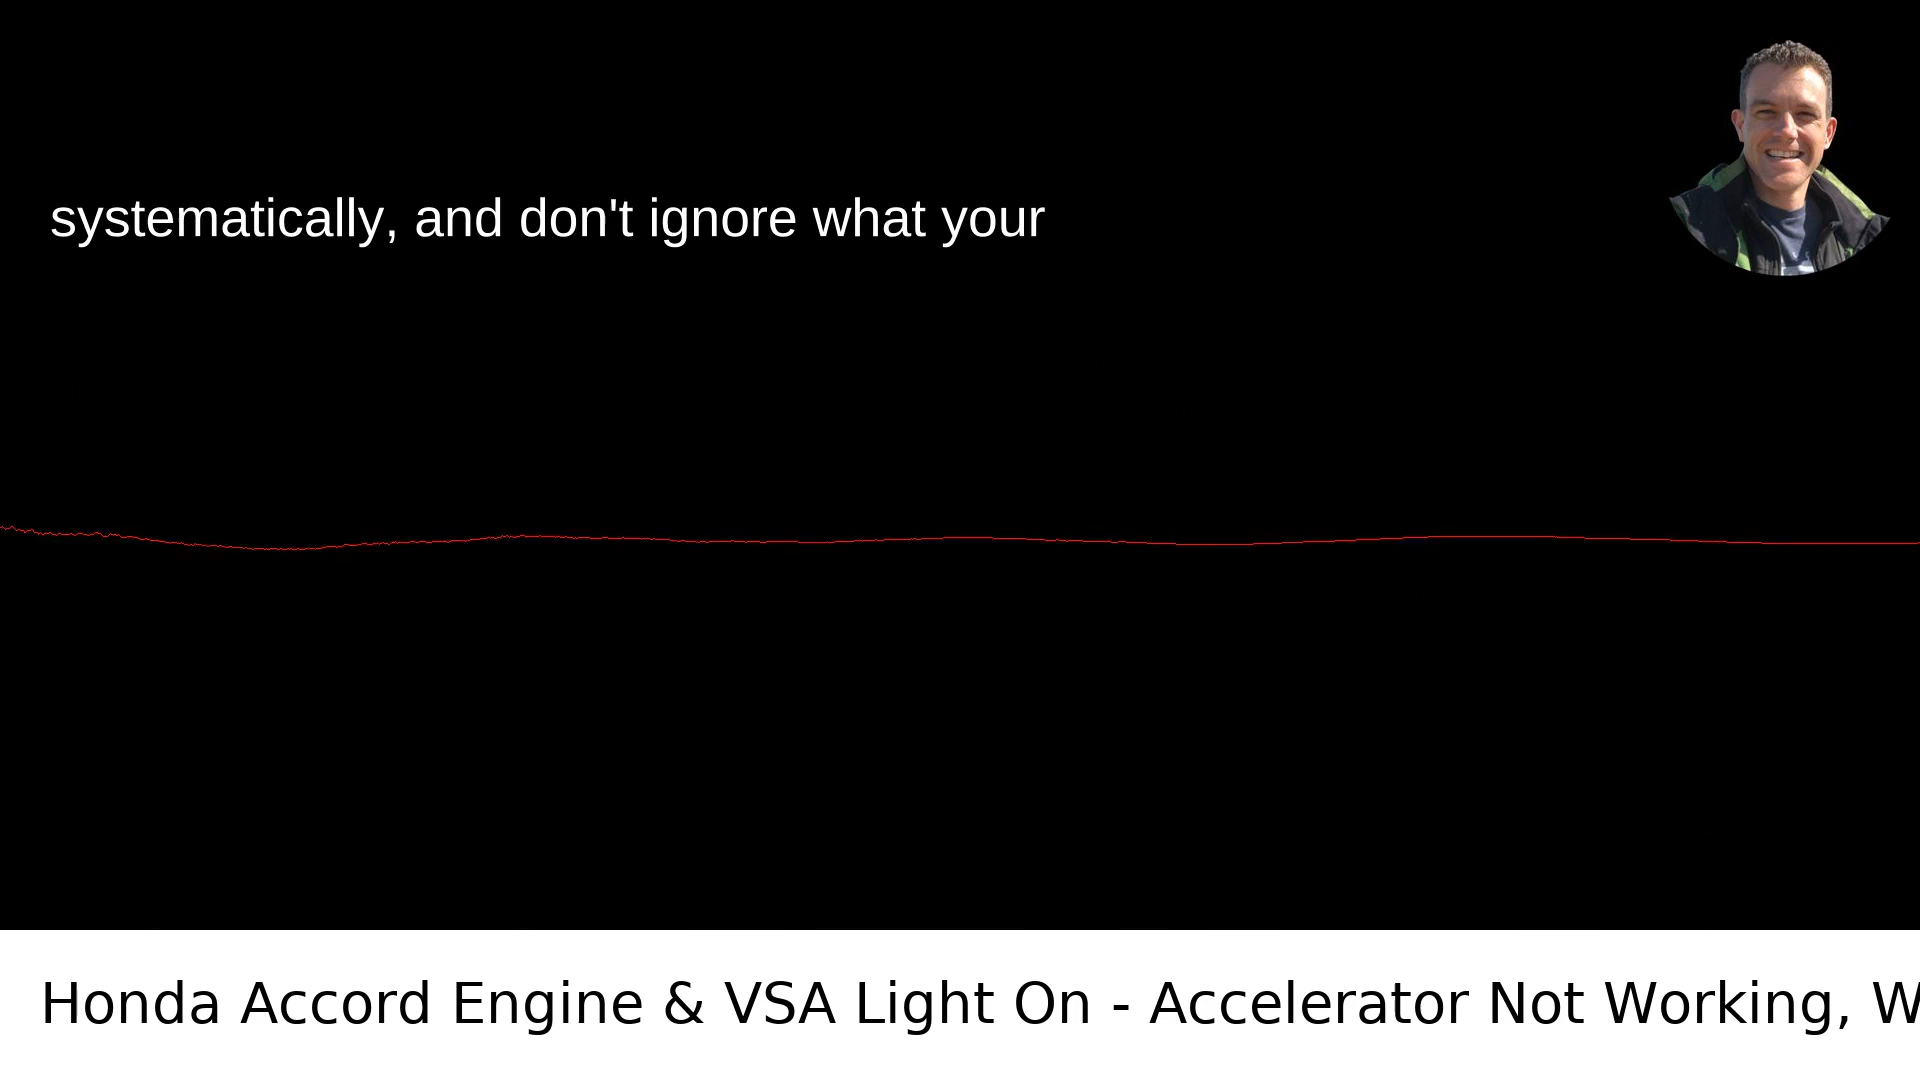 systematically, and don't ignore what your
Honda Accord Engine & VSA Light On - Accelerator Not Working, W